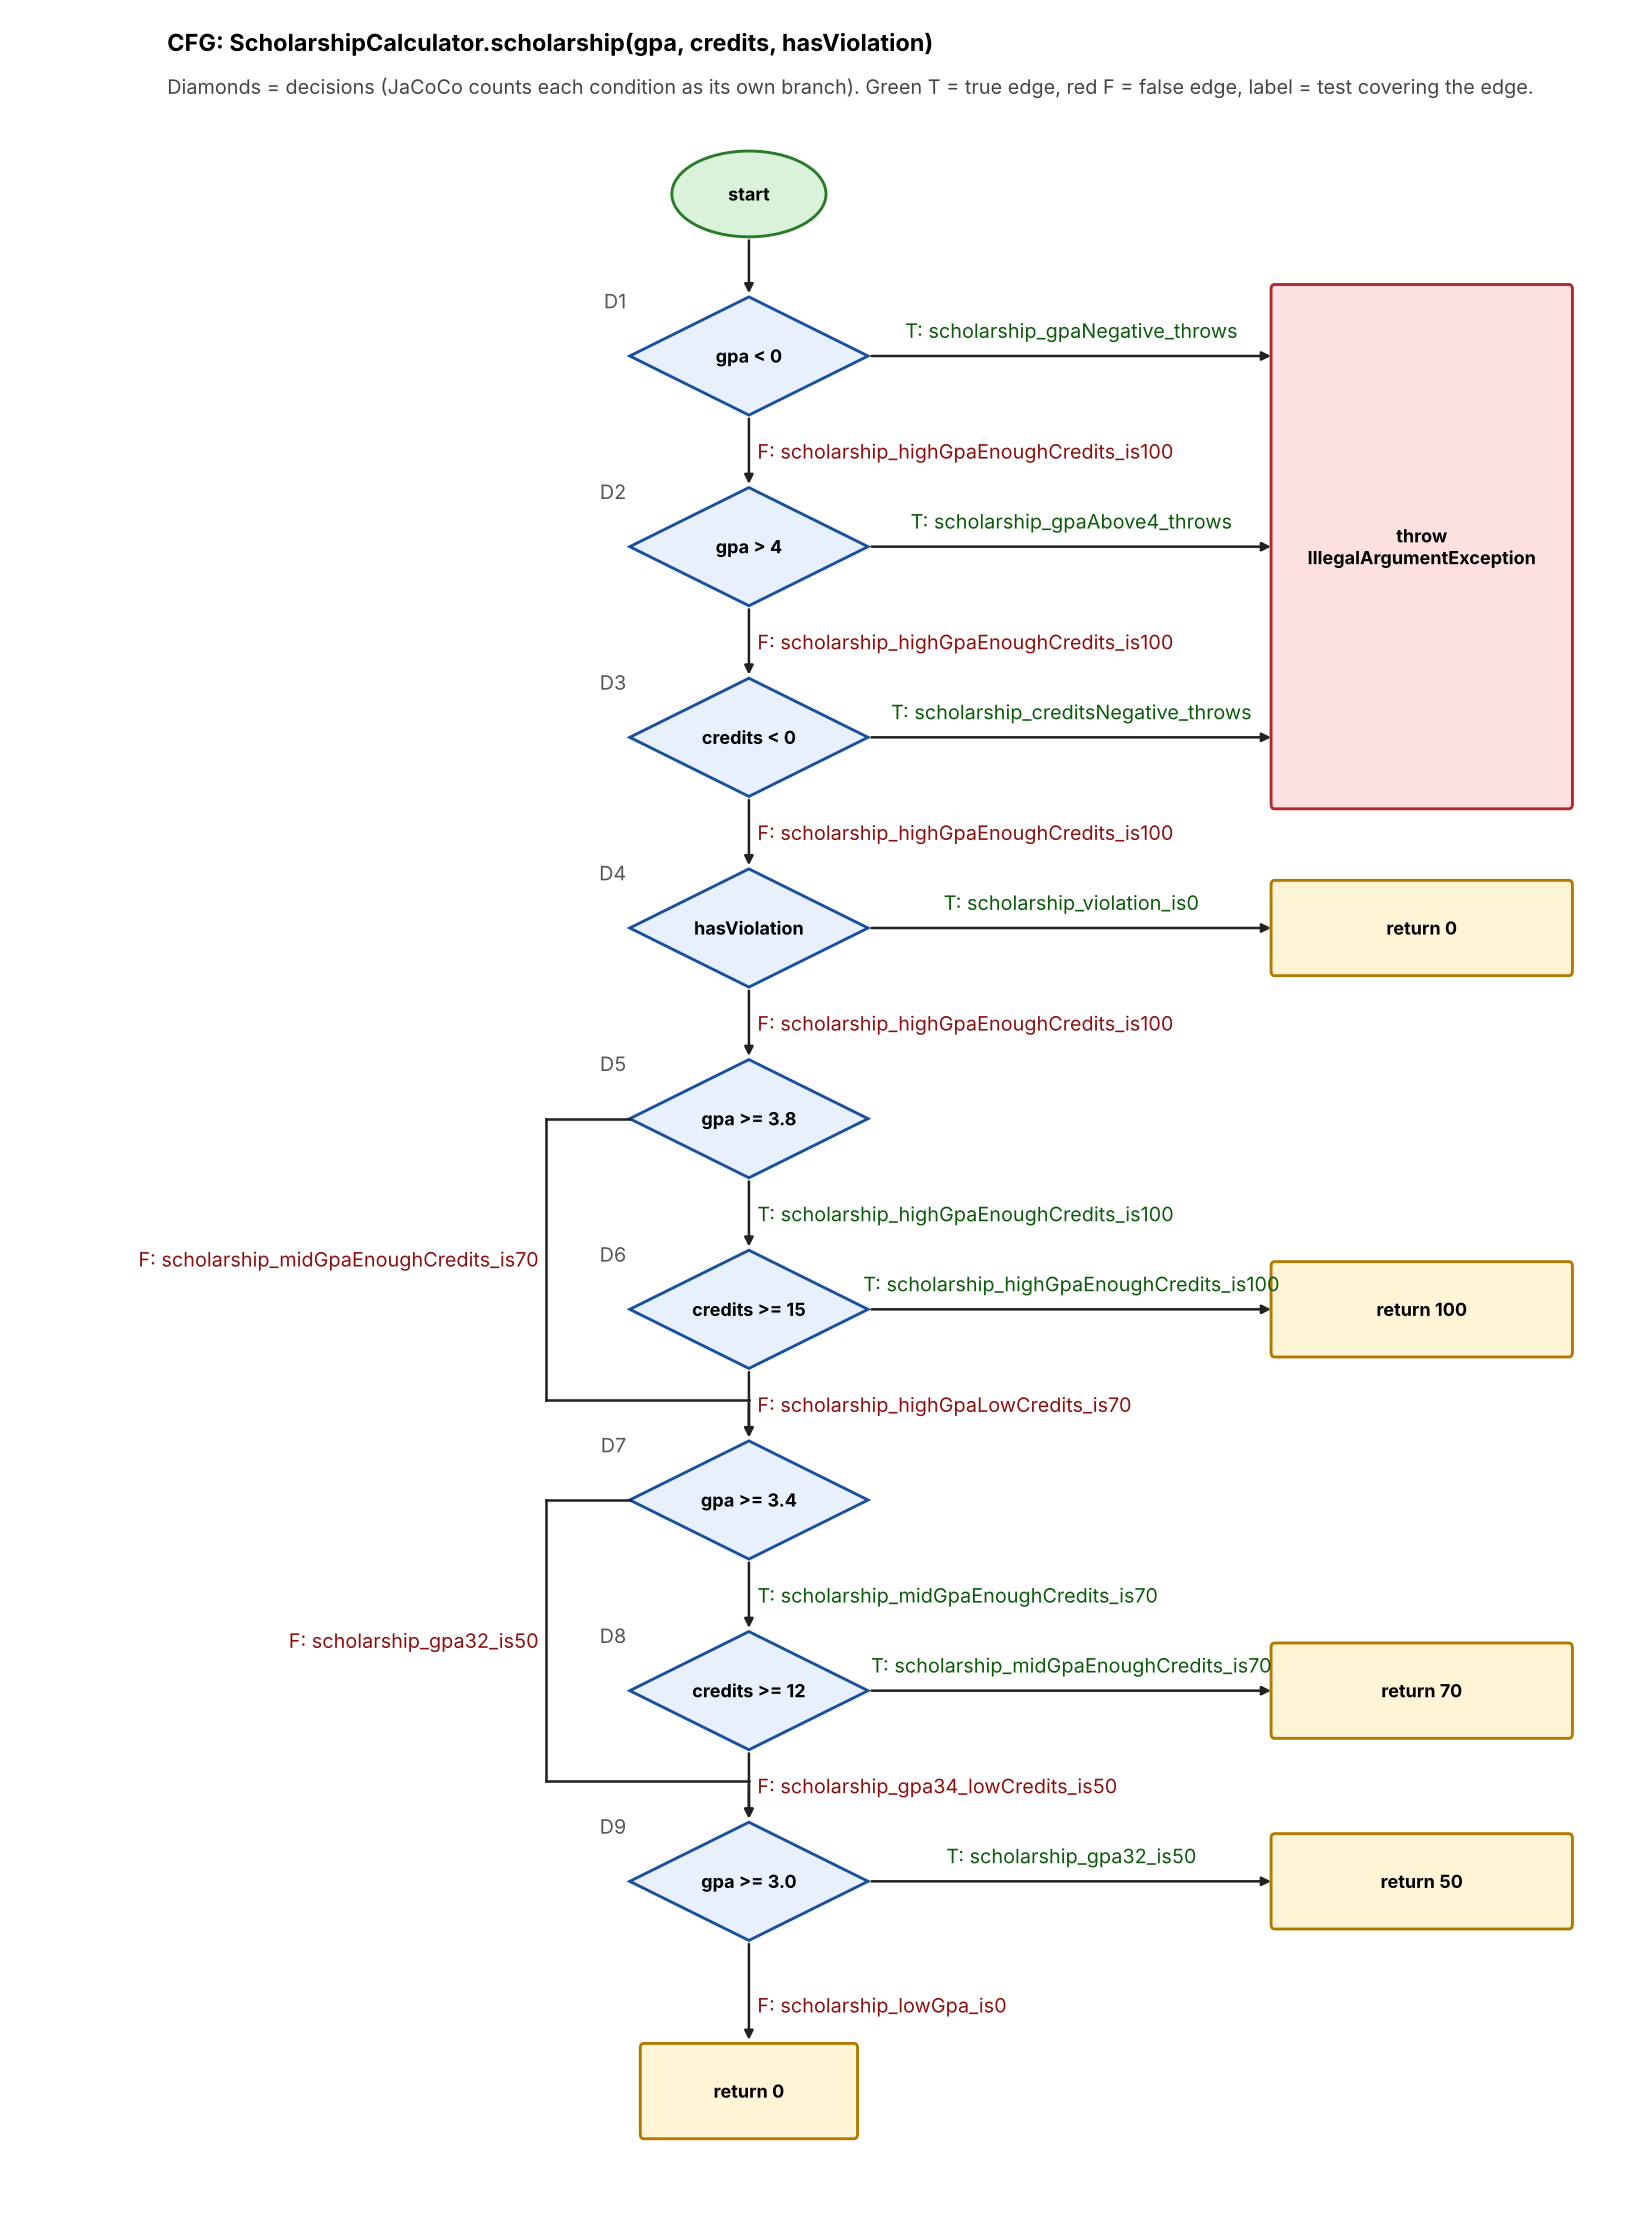 CFG: ScholarshipCalculator.scholarship(gpa, credits, hasViolation)
Diamonds = decisions (JaCoCo counts each condition as its own branch). Green T = true edge, red F = false edge, label = test covering the edge.
start
D1
gpa < 0
T: scholarship_gpaNegative_throws
F: scholarship_highGpaEnoughCredits_is100
D2
gpa > 4
T: scholarship_gpaAbove4_throws
throw
IllegalArgumentException
F: scholarship_highGpaEnoughCredits_is100
D3
credits < 0
T: scholarship_creditsNegative_throws
F: scholarship_highGpaEnoughCredits_is100
D4
hasViolation
T: scholarship_violation_is0
return 0
F: scholarship_highGpaEnoughCredits_is100
D5
gpa >= 3.8
T: scholarship_highGpaEnoughCredits_is100
F: scholarship_midGpaEnoughCredits_is70
D6
credits >= 15
T: scholarship_highGpaEnoughCredits_is100
return 100
F: scholarship_highGpaLowCredits_is70
D7
gpa >= 3.4
T: scholarship_midGpaEnoughCredits_is70
F: scholarship_gpa32_is50
D8
credits >= 12
T: scholarship_midGpaEnoughCredits_is70
return 70
F: scholarship_gpa34_lowCredits_is50
D9
gpa >= 3.0
T: scholarship_gpa32_is50
return 50
F: scholarship_lowGpa_is0
return 0